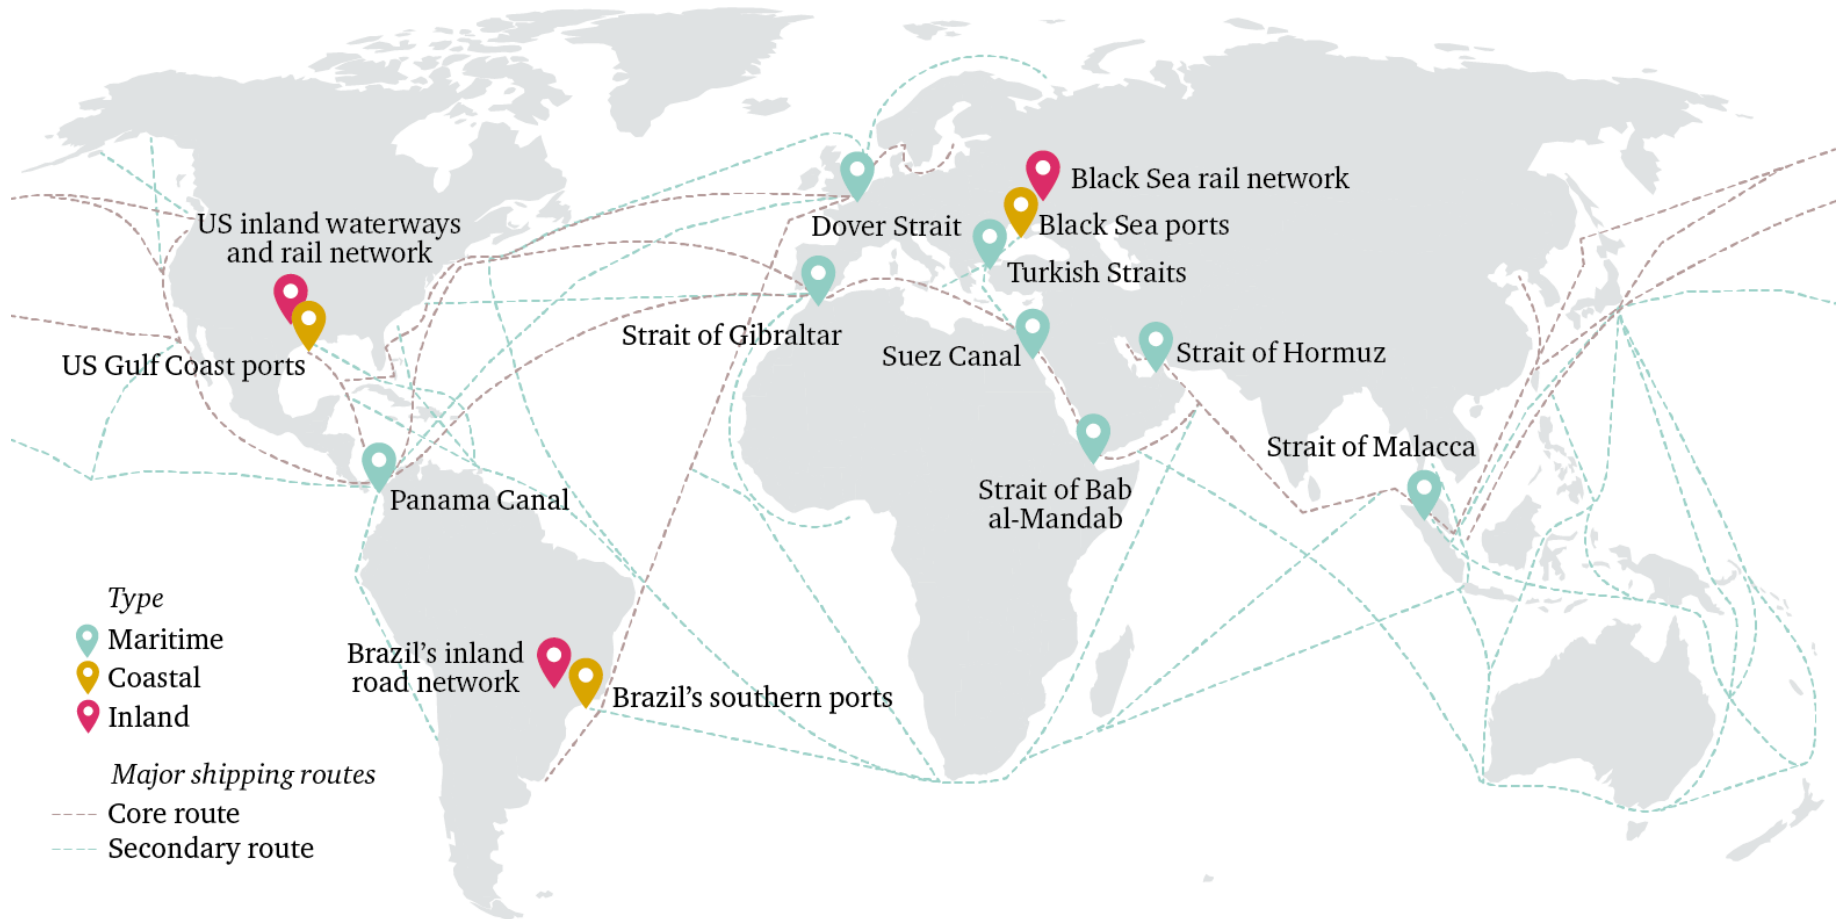 US inland waterways
and rail network
US Gulf Coast ports
Panama Canal
Dover Strait
Strait of Gibraltar
Black Sea rail network
Black Sea ports
Turkish Straits
Suez Canal
Strait of Hormuz
Strait of Bab
al-Mandab
Strait of Malacca
Brazil’s inland
road network
Brazil’s southern ports
Type
Maritime
Coastal
Inland
Major shipping routes
Core route
Secondary route